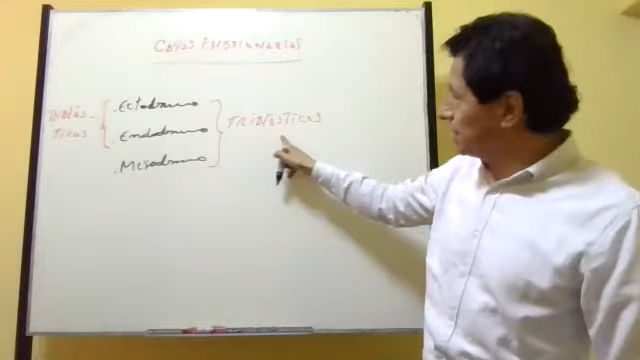 CAPAS EMBRIONARIAS
DIBLÁS-
TICOS
. Ectodermo
. Endodermo
. Mesodermo
TRIBLÁSTICOS